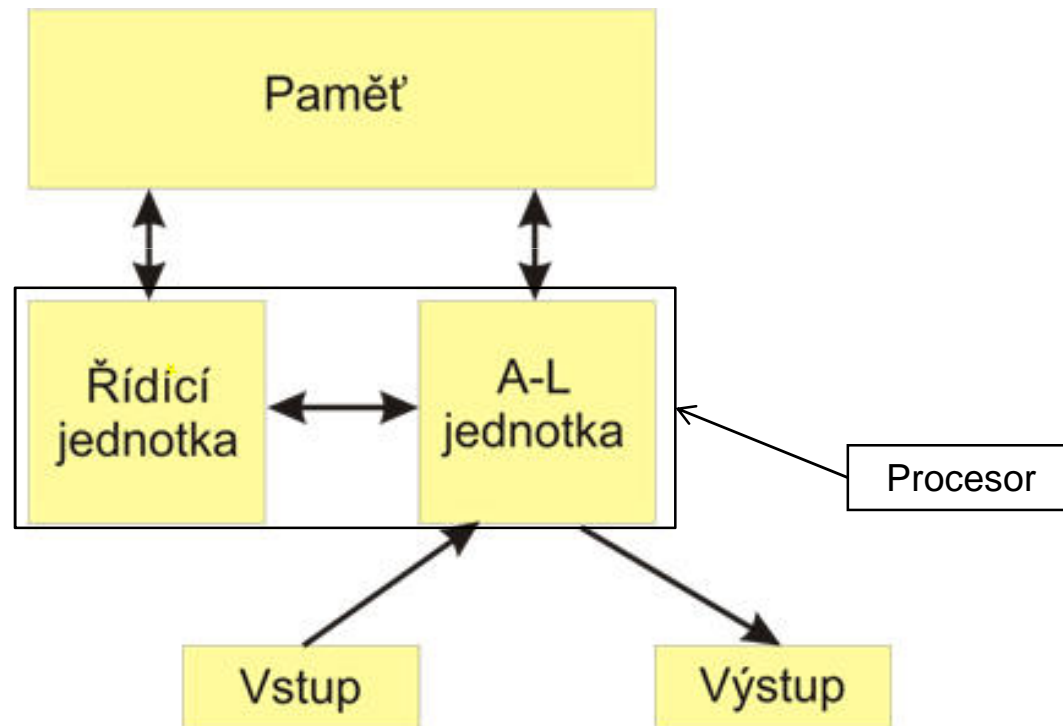 Paměť
Řídicí
jednotka
A-L
jednotka
Procesor
Vstup
Výstup